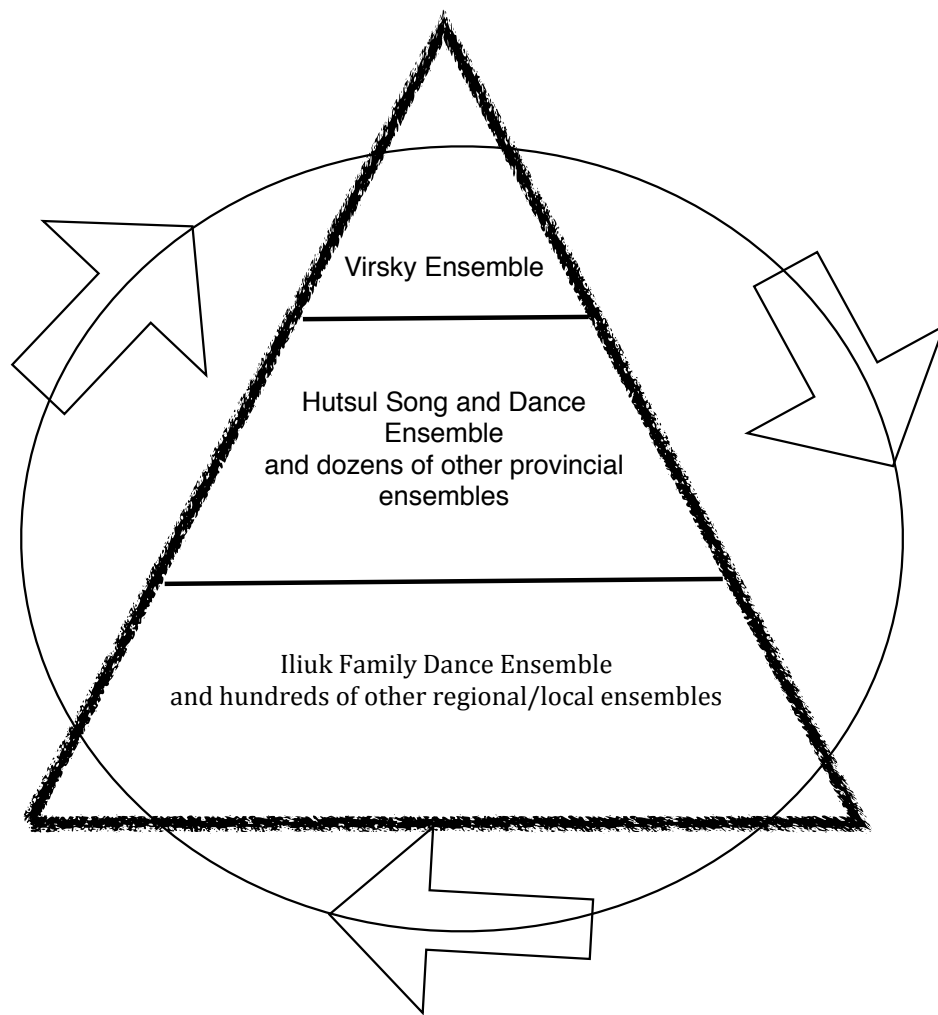 Virsky Ensemble
Hutsul Song and Dance
Ensemble
and dozens of other provincial
ensembles
Iliuk Family Dance Ensemble
and hundreds of other regional/local ensembles